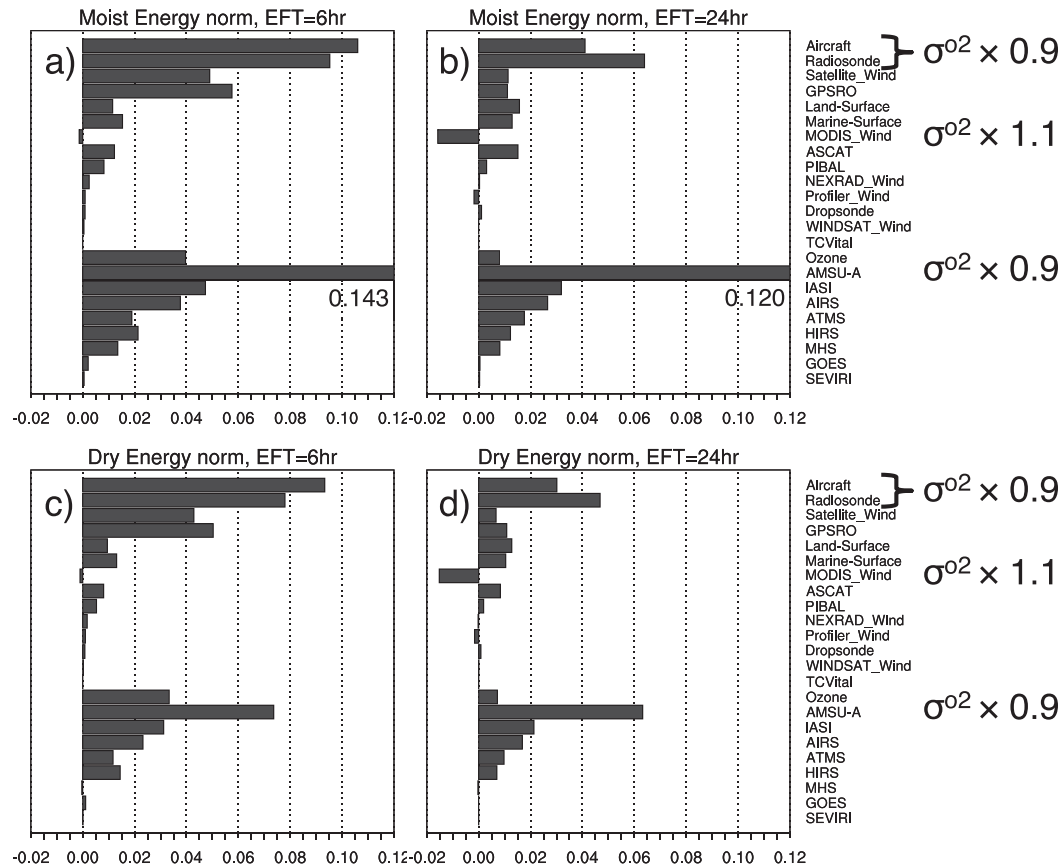 Moist Energy norm, EFT=6hr
a)
0.143
-0.02 0.00 0.02 0.04 0.06 0.08 0.10 0.12
Moist Energy norm, EFT=24hr
b)
0.120
-0.02 0.00 0.02 0.04 0.06 0.08 0.10 0.12
Aircraft
Radiosonde
Satellite_Wind
GPSRO
Land-Surface
Marine-Surface
MODIS_Wind
ASCAT
PIBAL
NEXRAD_Wind
Profiler_Wind
Dropsonde
WINDSAT_Wind
TCVital
Ozone
AMSU-A
IASI
AIRS
ATMS
HIRS
MHS
GOES
SEVIRI
σᵒ² × 0.9
σᵒ² × 1.1
σᵒ² × 0.9
Dry Energy norm, EFT=6hr
c)
-0.02 0.00 0.02 0.04 0.06 0.08 0.10 0.12
Dry Energy norm, EFT=24hr
d)
-0.02 0.00 0.02 0.04 0.06 0.08 0.10 0.12
Aircraft
Radiosonde
Satellite_Wind
GPSRO
Land-Surface
Marine-Surface
MODIS_Wind
ASCAT
PIBAL
NEXRAD_Wind
Profiler_Wind
Dropsonde
WINDSAT_Wind
TCVital
Ozone
AMSU-A
IASI
AIRS
ATMS
HIRS
MHS
GOES
SEVIRI
σᵒ² × 0.9
σᵒ² × 1.1
σᵒ² × 0.9